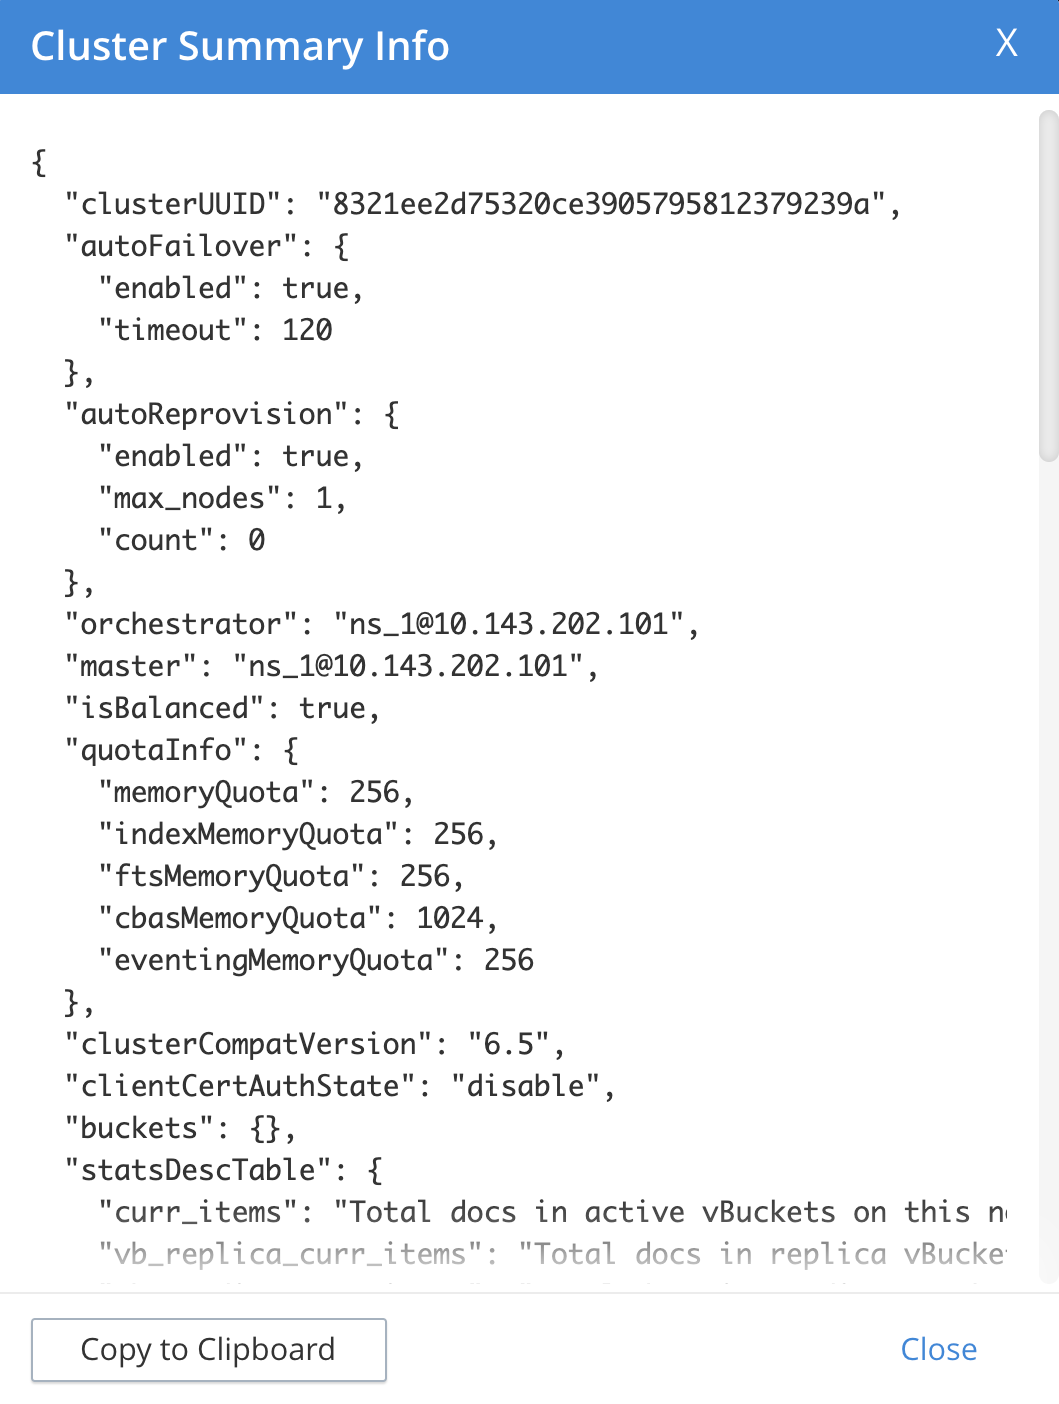 Cluster Summary Info
X
{
"clusterUUID": "8321ee2d75320ce3905795812379239a",
"autoFailover": {
"enabled": true,
"timeout": 120
},
"autoReprovision": {
"enabled": true,
"max_nodes": 1,
"count": 0
},
"orchestrator": "ns_1@10.143.202.101",
"master": "ns_1@10.143.202.101",
"isBalanced": true,
"quotaInfo": {
"memoryQuota": 256,
"indexMemoryQuota": 256,
"ftsMemoryQuota": 256,
"cbasMemoryQuota": 1024,
"eventingMemoryQuota": 256
},
"clusterCompatVersion": "6.5",
"clientCertAuthState": "disable",
"buckets": {},
"statsDescTable": {
"curr_items": "Total docs in active vBuckets on this
"vb_replica_curr_items": "Total docs in replica
Copy to Clipboard
Close